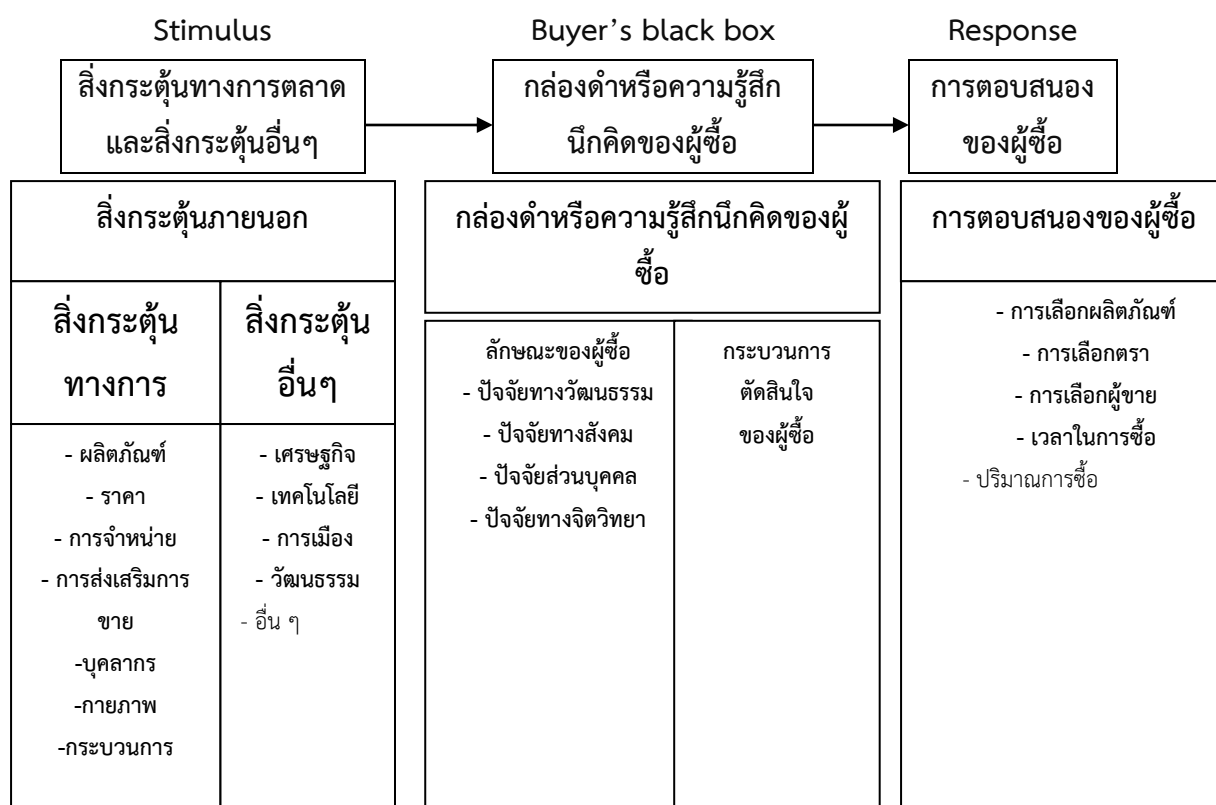 Stimulus
Buyer's black box
Response
สิ่งกระตุ้นทางการตลาด
และสิ่งกระตุ้นอื่นๆ
กล่องดำหรือความรู้สึก
นึกคิดของผู้ซื้อ
การตอบสนอง
ของผู้ซื้อ
สิ่งกระตุ้นภายนอก
สิ่งกระตุ้น
ทางการ
สิ่งกระตุ้น
อื่นๆ
- ผลิตภัณฑ์
- ราคา
- การจำหน่าย
- การส่งเสริมการ
ขาย
-บุคลากร
-กายภาพ
-กระบวนการ
- เศรษฐกิจ
- เทคโนโลยี
- การเมือง
- วัฒนธรรม
- อื่น ๆ
กล่องดำหรือความรู้สึกนึกคิดของผู้
ซื้อ
ลักษณะของผู้ซื้อ
- ปัจจัยทางวัฒนธรรม
- ปัจจัยทางสังคม
- ปัจจัยส่วนบุคคล
- ปัจจัยทางจิตวิทยา
กระบวนการ
ตัดสินใจ
ของผู้ซื้อ
การตอบสนองของผู้ซื้อ
- การเลือกผลิตภัณฑ์
- การเลือกตรา
- การเลือกผู้ขาย
- เวลาในการซื้อ
- ปริมาณการซื้อ